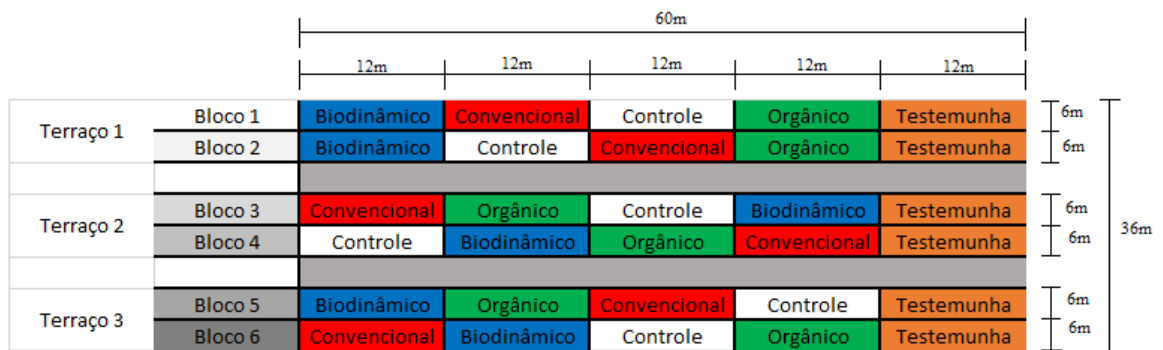 60m
12m 12m 12m 12m 12m
Terraço 1
Bloco 1 Biodinâmico Convencional Controle Orgânico Testemunha 6m
Bloco 2 Biodinâmico Controle Convencional Orgânico Testemunha 6m
Terraço 2
Bloco 3 Convencional Orgânico Controle Biodinâmico Testemunha 6m
Bloco 4 Controle Biodinâmico Orgânico Convencional Testemunha 6m
36m
Terraço 3
Bloco 5 Biodinâmico Orgânico Convencional Controle Testemunha 6m
Bloco 6 Convencional Biodinâmico Controle Orgânico Testemunha 6m